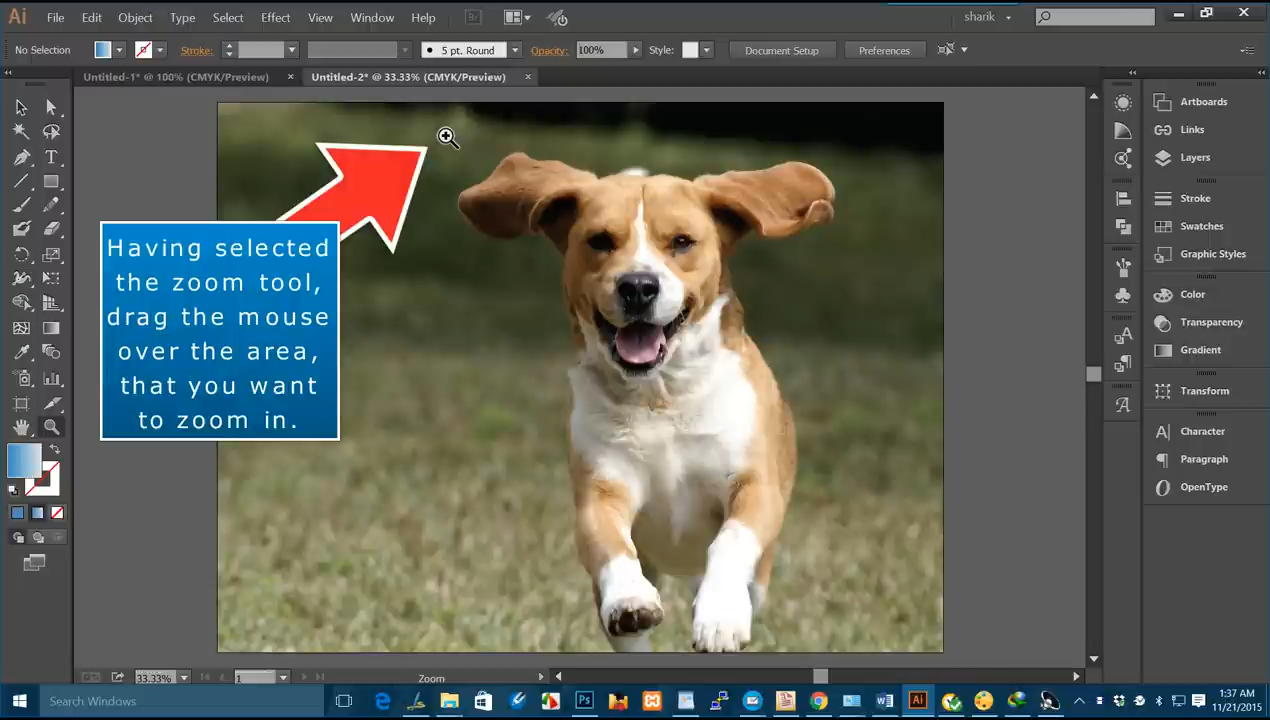 Ai File Edit Object Type Select Effect View Window Help Br sharik
No Selection Stroke: 5 pt. Round Opacity: 100% Style: Document Setup Preferences
Untitled-1* @ 100% (CMYK/Preview) Untitled-2* @ 33.33% (CMYK/Preview)
Artboards
Links
Layers
Stroke
Swatches
Graphic Styles
Color
Transparency
Gradient
Transform
Character
Paragraph
OpenType
Having selected
the zoom tool,
drag the mouse
over the area,
that you want
to zoom in.
33.33% 1 Zoom
Search Windows
Ps
Ai
1:37 AM
11/21/2015